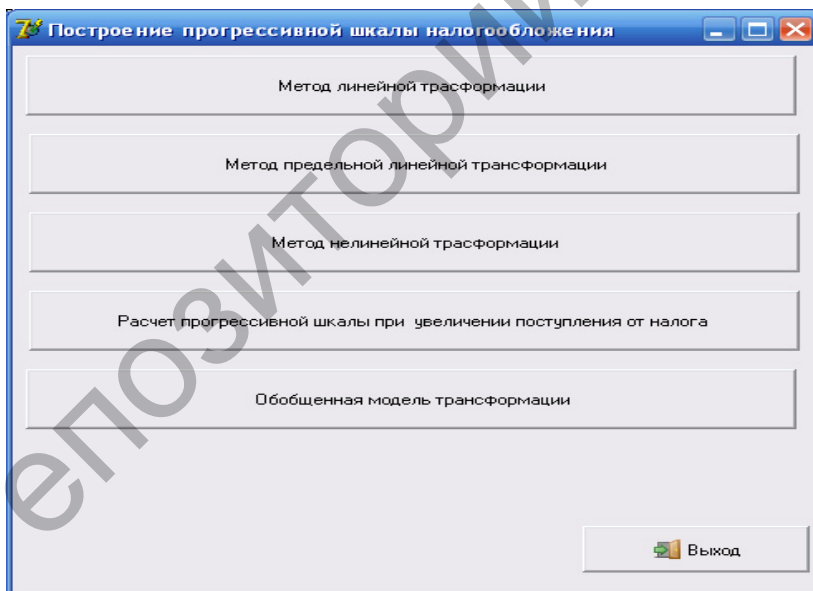 Построение прогрессивной шкалы налогообложения
Метод линейной трасформации
Метод предельной линейной трансформации
Метод нелинейной трасформации
Расчет прогрессивной шкалы при увеличении поступления от налога
Обобщенная модель трансформации
Выход